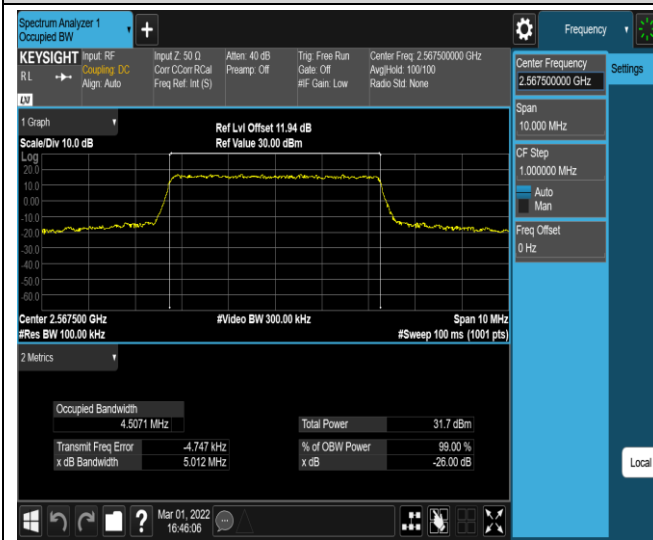 Spectrum Analyzer 1
Occupied BW
+
Frequency
KEYSIGHT
R L
LXI
Input: RF
Coupling: DC
Align: Auto
Input Z: 50 Ω
Corr CCorr RCal
Freq Ref: Int (S)
Atten: 40 dB
Preamp: Off
Trig: Free Run
Gate: Off
#IF Gain: Low
Center Freq: 2.567500000 GHz
Avg|Hold: 100/100
Radio Std: None
Center Frequency
2.567500000 GHz
Settings
Span
10.000 MHz
CF Step
1.000000 MHz
Auto
Man
Freq Offset
0 Hz
1 Graph
Scale/Div 10.0 dB
Ref Lvl Offset 11.94 dB
Ref Value 30.00 dBm
Log
20.0
10.0
0.00
-10.0
-20.0
-30.0
-40.0
-50.0
-60.0
Center 2.567500 GHz
#Res BW 100.00 kHz
#Video BW 300.00 kHz
Span 10 MHz
#Sweep 100 ms (1001 pts)
2 Metrics
Occupied Bandwidth
4.5071 MHz
Total Power 31.7 dBm
Transmit Freq Error -4.747 kHz
% of OBW Power 99.00 %
x dB Bandwidth 5.012 MHz
x dB -26.00 dB
Local
?
Mar 01, 2022
16:46:06